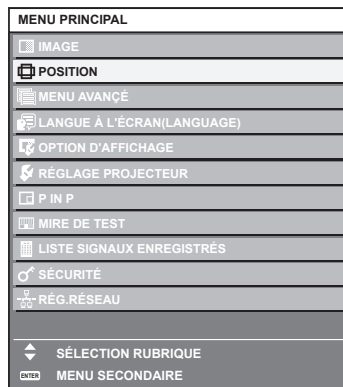 MENU PRINCIPAL
IMAGE
POSITION
MENU AVANÇÉ
LANGUE À L'ÉCRAN(LANGUAGE)
OPTION D'AFFICHAGE
RÉGLAGE PROJECTEUR
P IN P
MIRE DE TEST
LISTE SIGNAUX ENREGISTRÉS
SÉCURITÉ
RÉG.RÉSEAU
SÉLECTION RUBRIQUE
ENTER MENU SECONDAIRE